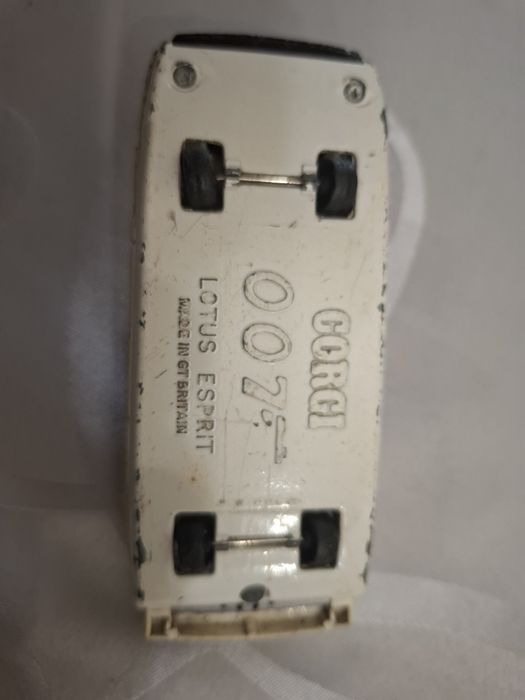 CORGI
007
LOTUS ESPRIT
MADE IN GT BRITAIN